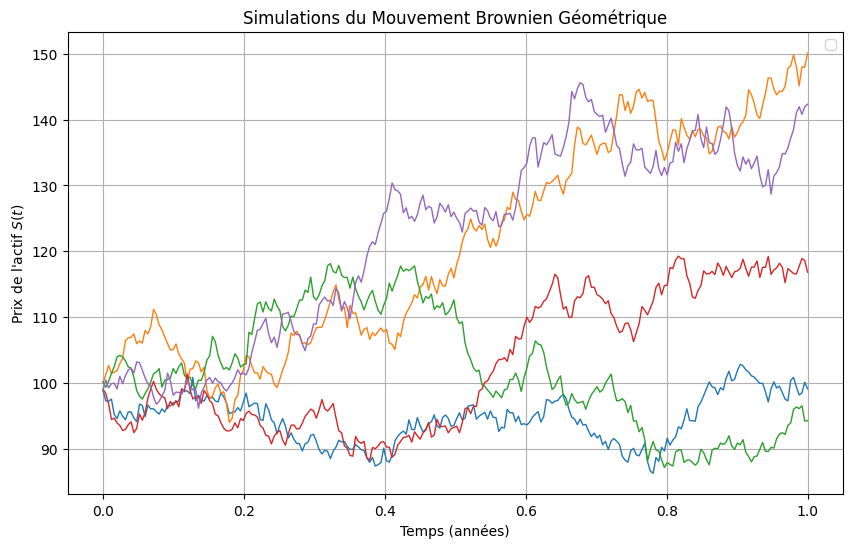 Simulations du Mouvement Brownien Géométrique
150
140
130
120
110
100
90
Prix de l'actif S(t)
0.0 0.2 0.4 0.6 0.8 1.0
Temps (années)